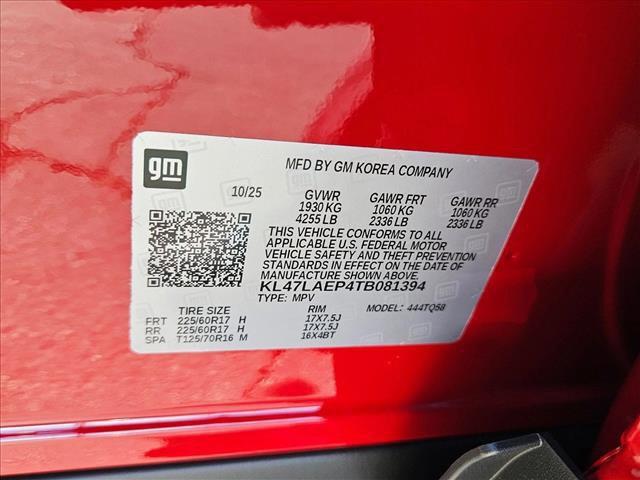 gm
MFD BY GM KOREA COMPANY
10/25 GVWR GAWR FRT GAWR RR
1930 KG 1060 KG 1060 KG
4255 LB 2336 LB 2336 LB
THIS VEHICLE CONFORMS TO ALL
APPLICABLE U.S. FEDERAL MOTOR
VEHICLE SAFETY AND THEFT PREVENTION
STANDARDS IN EFFECT ON THE DATE OF
MANUFACTURE SHOWN ABOVE.
KL47LAEP4TB081394
TYPE: MPV MODEL: 444TQ58
TIRE SIZE RIM
FRT 225/60R17 H 17X7.5J
RR 225/60R17 H 17X7.5J
SPA T125/70R16 M 16X4BT